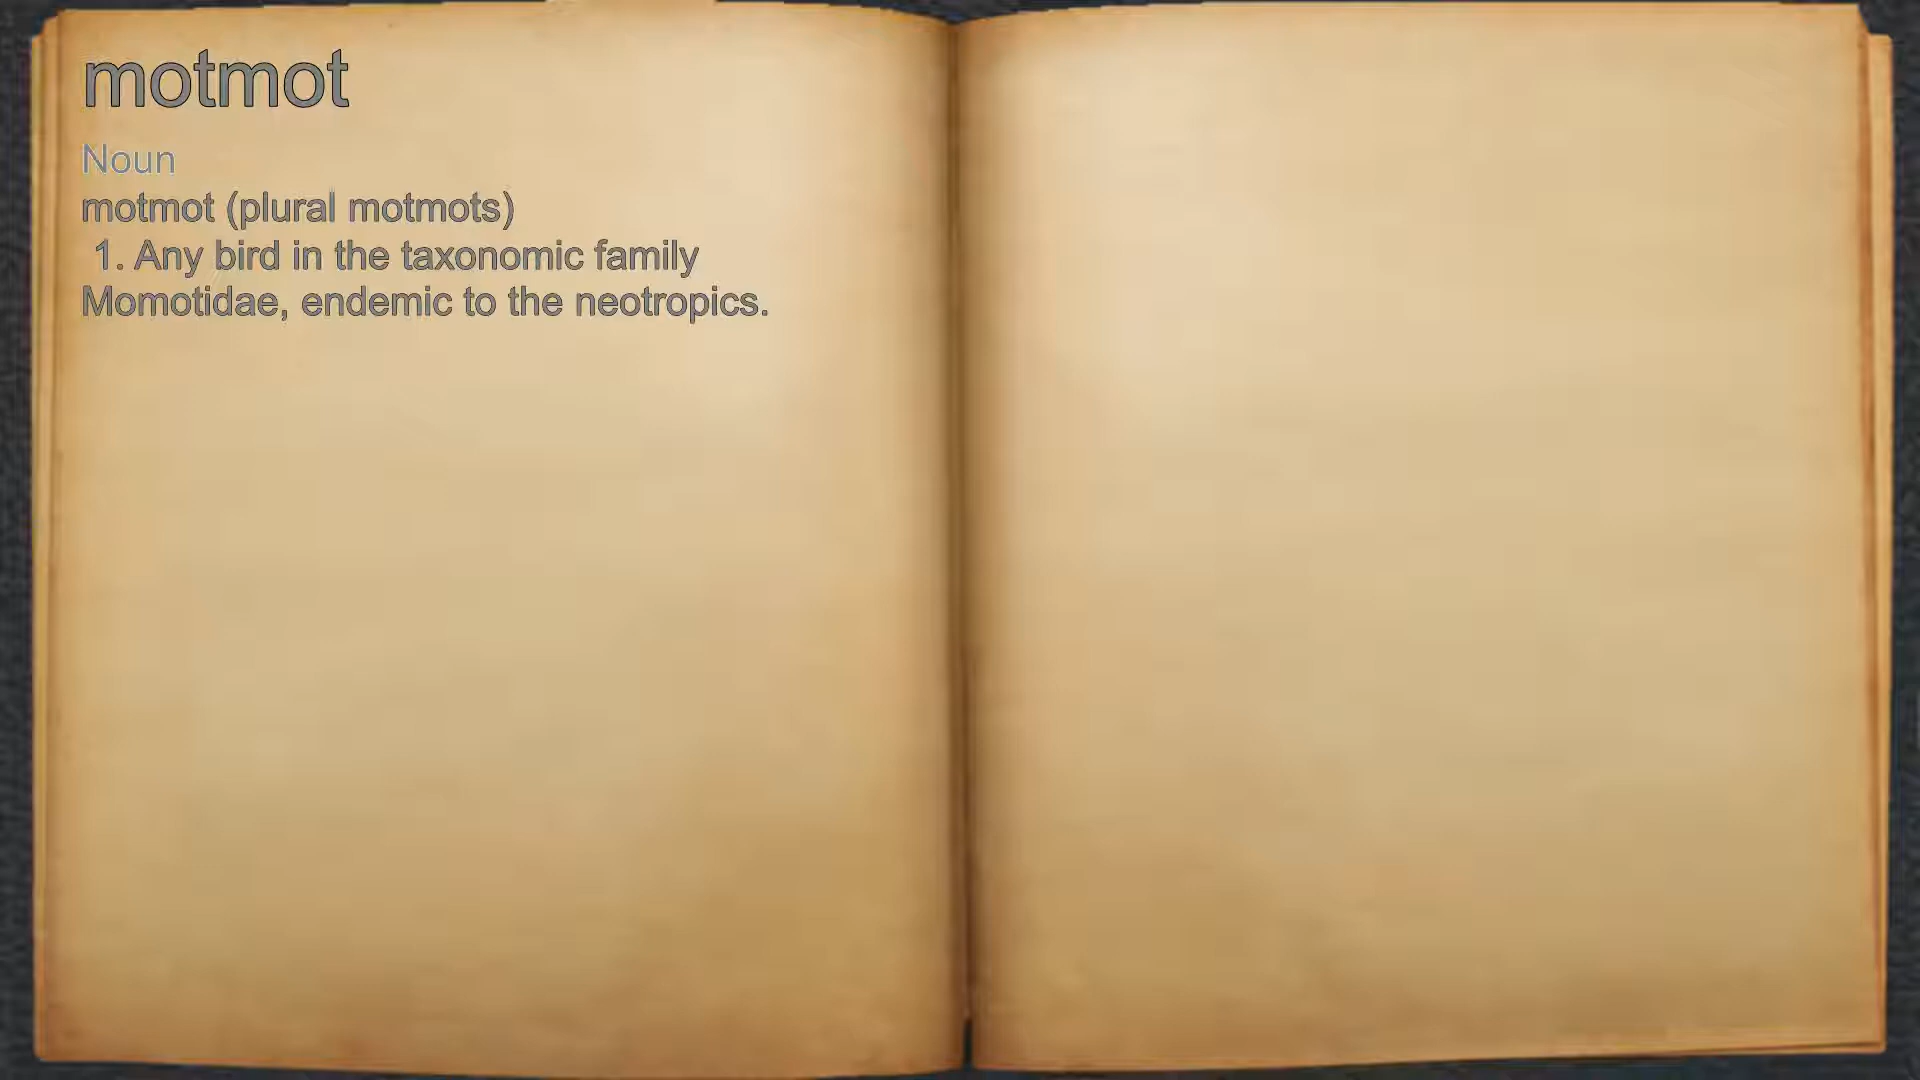 motmot
Noun
motmot (plural motmots)
1. Any bird in the taxonomic family
Momotidae, endemic to the neotropics.